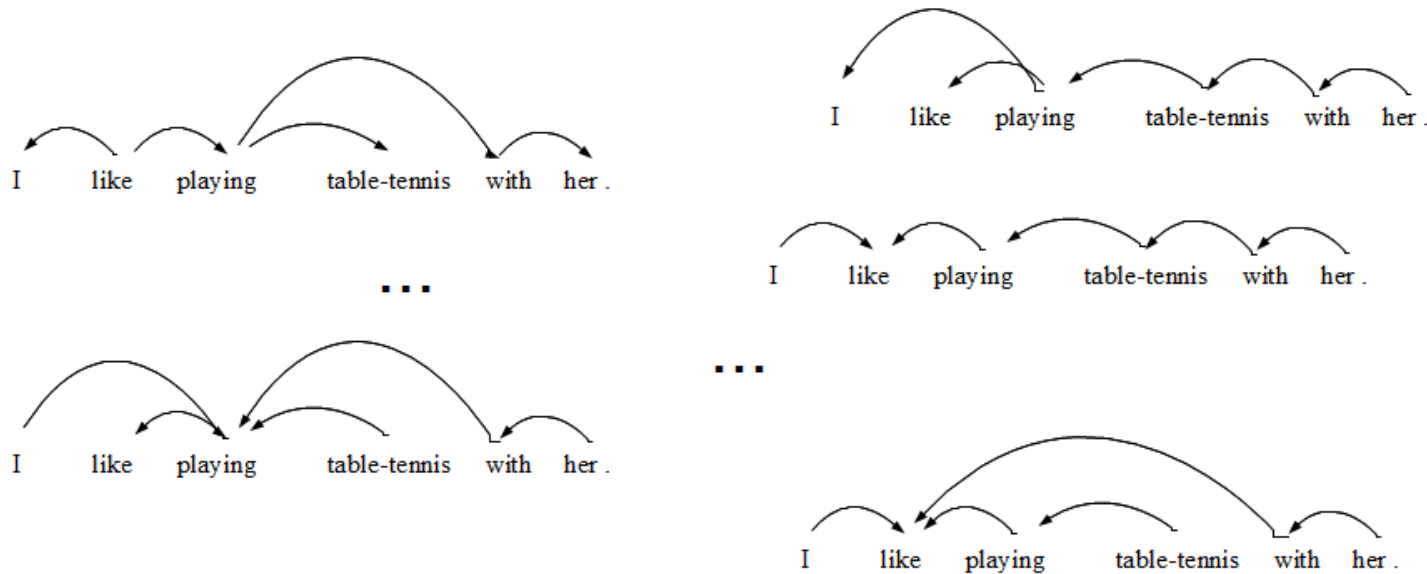 I like playing table-tennis with her .
I like playing table-tennis with her .
I like playing table-tennis with her .
...
I like playing table-tennis with her .
...
I like playing table-tennis with her .